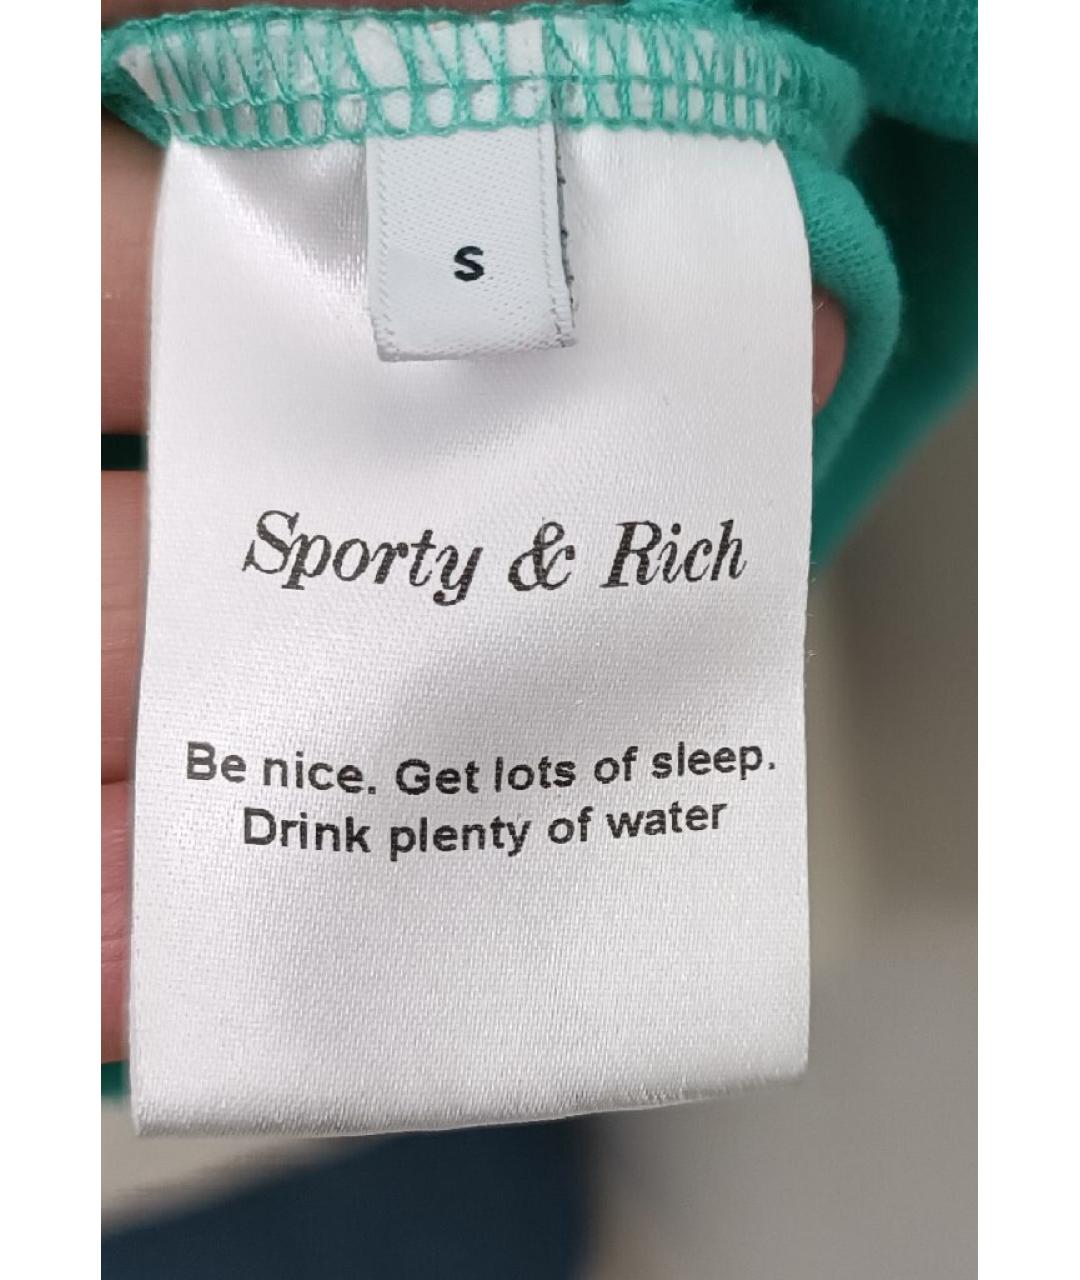 S
Sporty & Rich
Be nice. Get lots of sleep.
Drink plenty of water